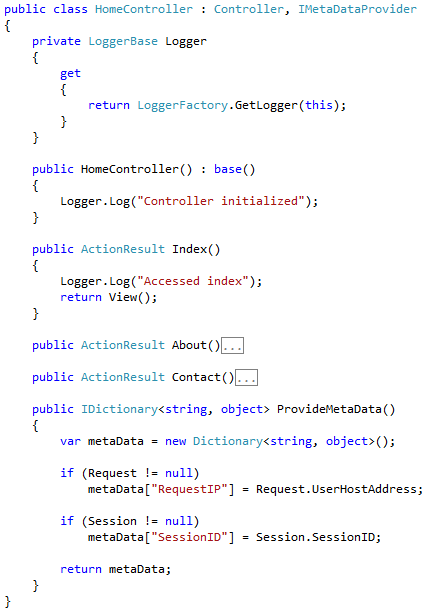 public class HomeController : Controller, IMetaDataProvider
{
    private LoggerBase Logger
    {
        get
        {
            return LoggerFactory.GetLogger(this);
        }
    }

    public HomeController() : base()
    {
        Logger.Log("Controller initialized");
    }

    public ActionResult Index()
    {
        Logger.Log("Accessed index");
        return View();
    }

    public ActionResult About()...

    public ActionResult Contact()...

    public IDictionary<string, object> ProvideMetaData()
    {
        var metaData = new Dictionary<string, object>();

        if (Request != null)
            metaData["RequestIP"] = Request.UserHostAddress;

        if (Session != null)
            metaData["SessionID"] = Session.SessionID;

        return metaData;
    }
}